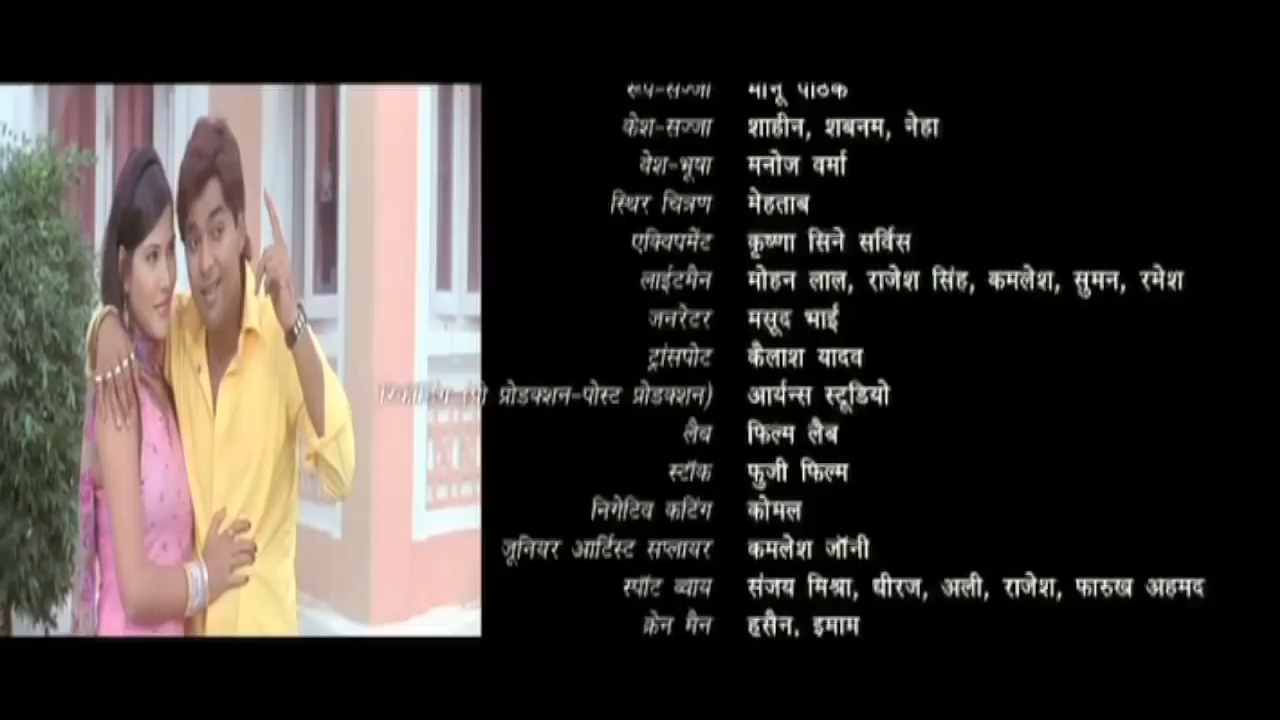 रूप-सज्जा मोनू पाठक
केश-सज्जा शाहीन, शबनम, नेहा
वेश-भूषा मनोज वर्मा
स्थिर चित्रण मेहताब
एक्विपमेंट कृष्णा सिने सर्विस
लाईटमैन मोहन लाल, राजेश सिंह, कमलेश, सुमन, रमेश
जनरेटर मसूद भाई
ट्रांसपोट कैलाश यादव
प्रोडक्शन-पोस्ट प्रोडक्शन) आर्यन्स स्टूडियो
लैब फिल्म लैब
स्टॉक फुजी फिल्म
निगेटिव कटिंग कोमल
जूनियर आर्टिस्ट सप्लायर कमलेश जॉनी
स्पॉट ब्वाय संजय मिश्रा, धीरज, अली, राजेश, फारुख अहमद
क्रेन मैन हुसैन, इमाम